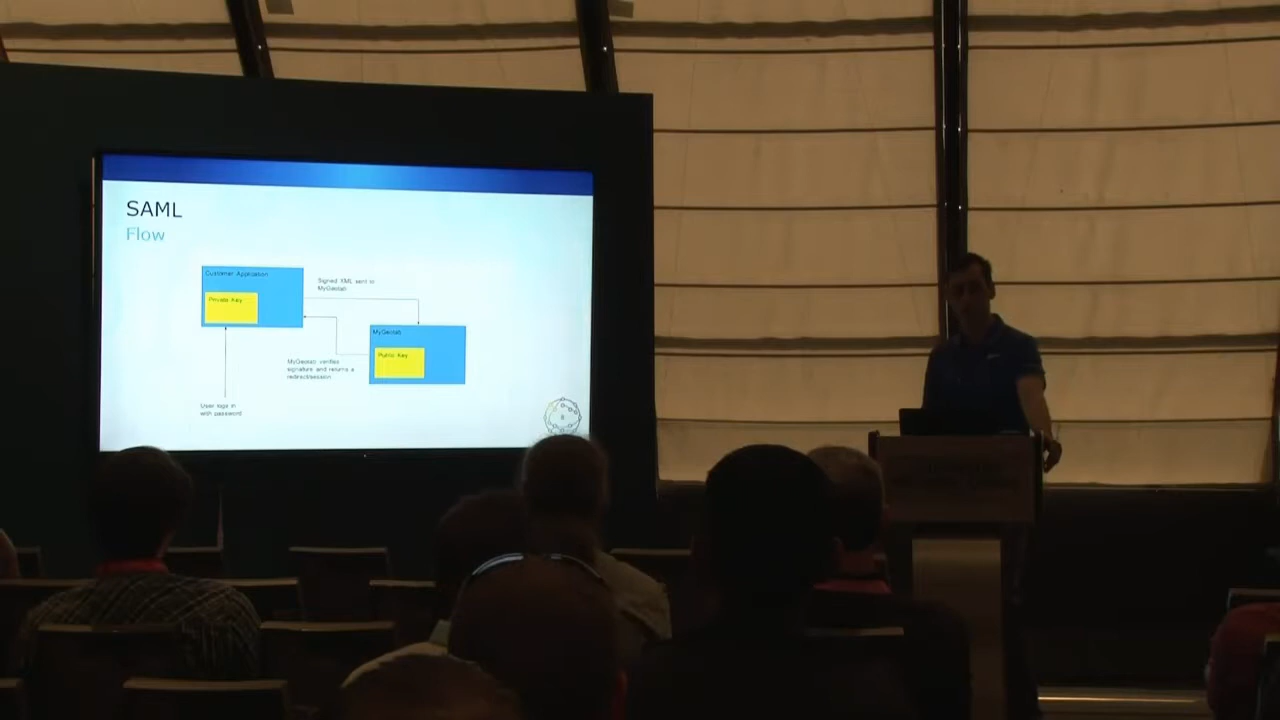 SAML
Flow
Customer Application
Private Key
Signed XML sent to
MyGeotab
MyGeotab
Public Key
MyGeotab verifies
signature and returns a
redirect/session
User logs in
with password